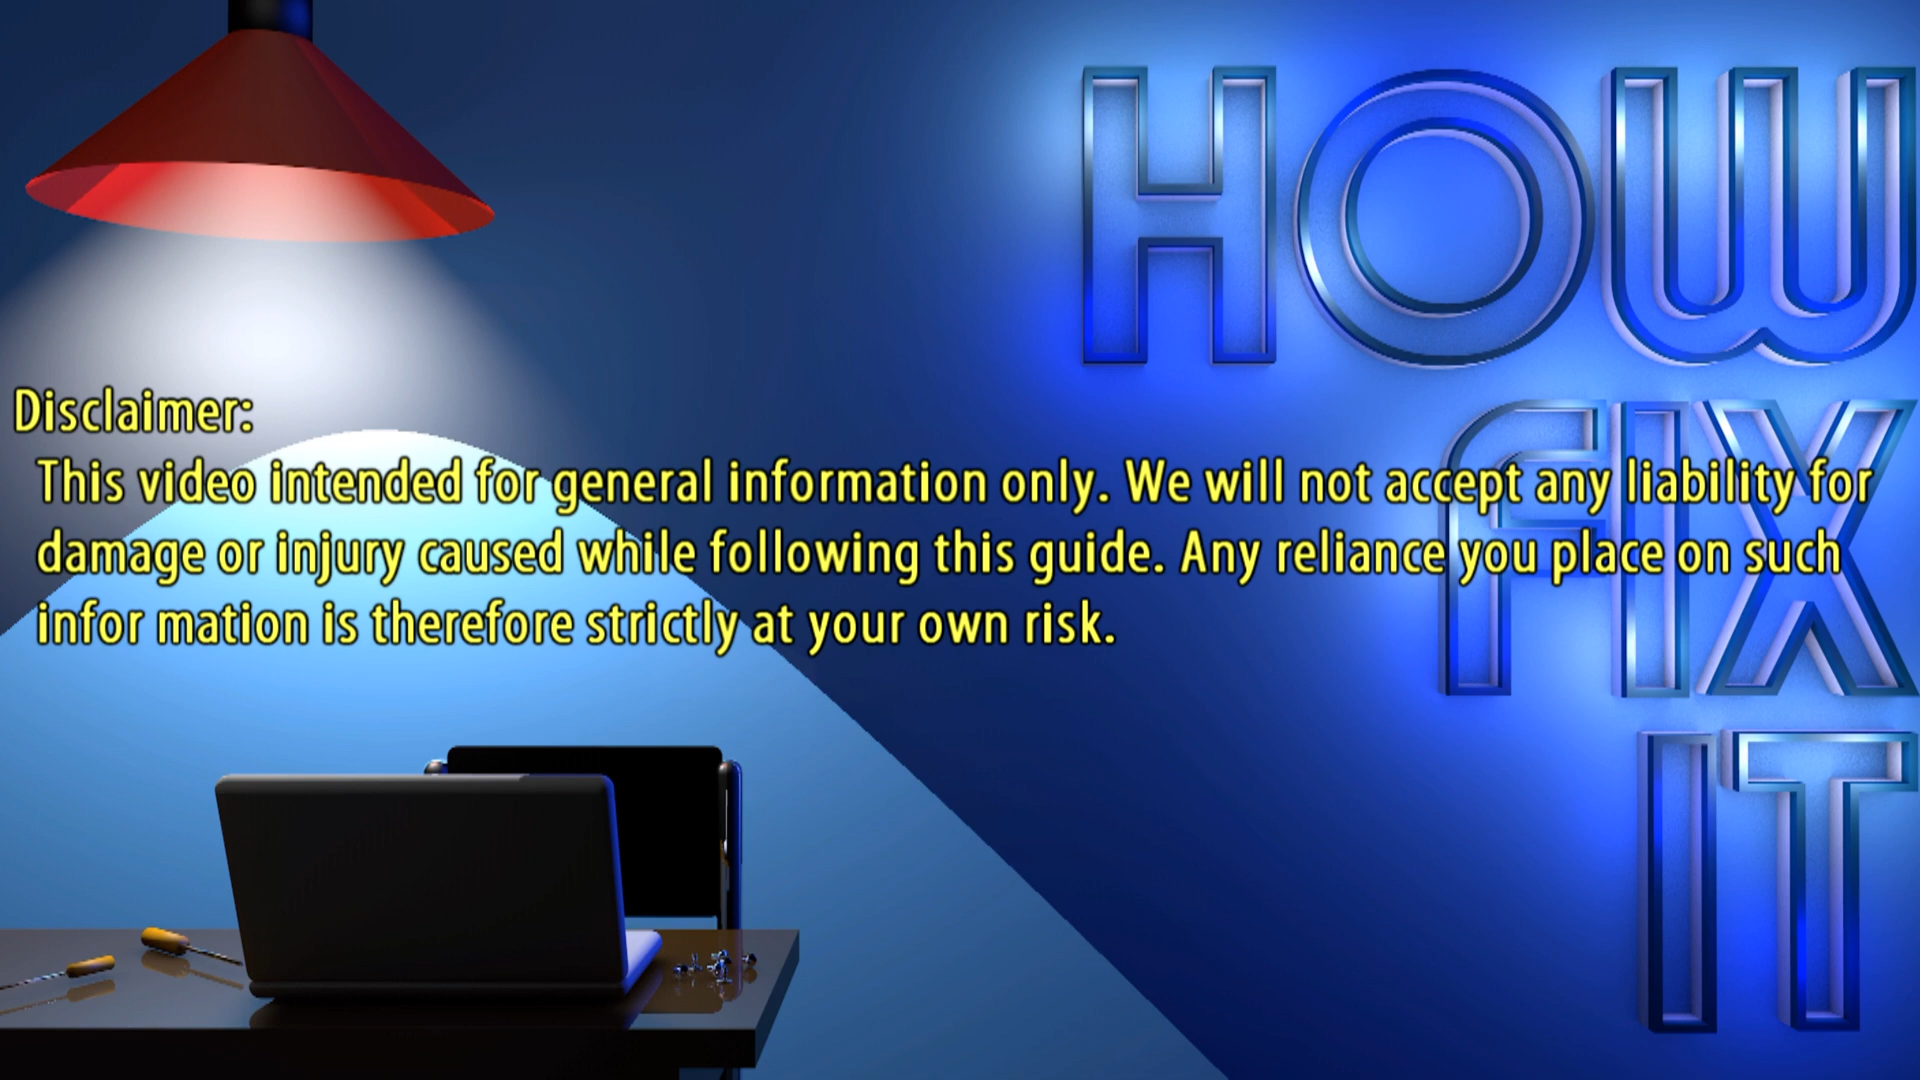 HOW
FIX
IT
Disclaimer:
This video intended for general information only. We will not accept any liability for
damage or injury caused while following this guide. Any reliance you place on such
infor mation is therefore strictly at your own risk.